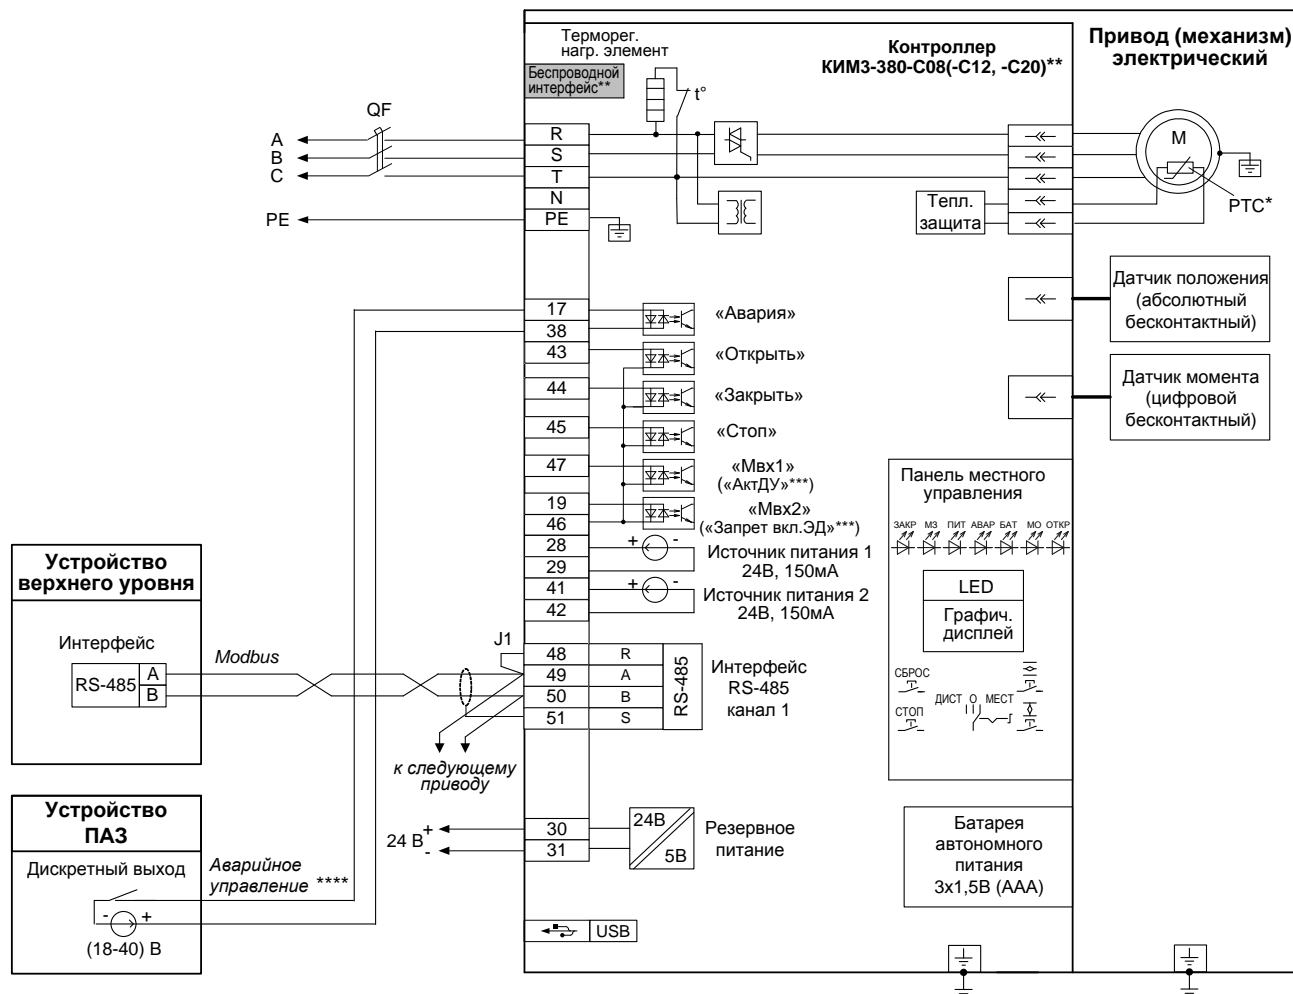 Терморег.
нагр. элемент
Беспроводной
интерфейс**
Контроллер
КИМ3-380-С08(-С12, -С20)**
Привод (механизм)
электрический
t°
QF
A
B
C
PE
R
S
T
N
PE
M
PTC*
Тепл.
защита
17
38
43
44
45
47
19
46
28
29
41
42
«Авария»
«Открыть»
«Закрыть»
«Стоп»
«Мвх1»
(«АктДУ»***)
«Мвх2»
(«Запрет вкл.ЭД»***)
+ -
Источник питания 1
24В, 150мА
+ -
Источник питания 2
24В, 150мА
Датчик положения
(абсолютный
бесконтактный)
Датчик момента
(цифровой
бесконтактный)
Панель местного
управления
ЗАКР МЗ ПИТ АВАР БАТ МО ОТКР
LED
Графич.
дисплей
СБРОС
СТОП
ДИСТ О МЕСТ
Устройство
верхнего уровня
Интерфейс
RS-485
A
B
Modbus
J1
48 R
49 A
50 B
51 S
RS-485
Интерфейс
RS-485
канал 1
к следующему
приводу
Устройство
ПАЗ
Дискретный выход
- +
(18-40) В
Аварийное
управление ****
24 В
+
-
30
31
24В
5В
Резервное
питание
Батарея
автономного
питания
3х1,5В (ААА)
USB